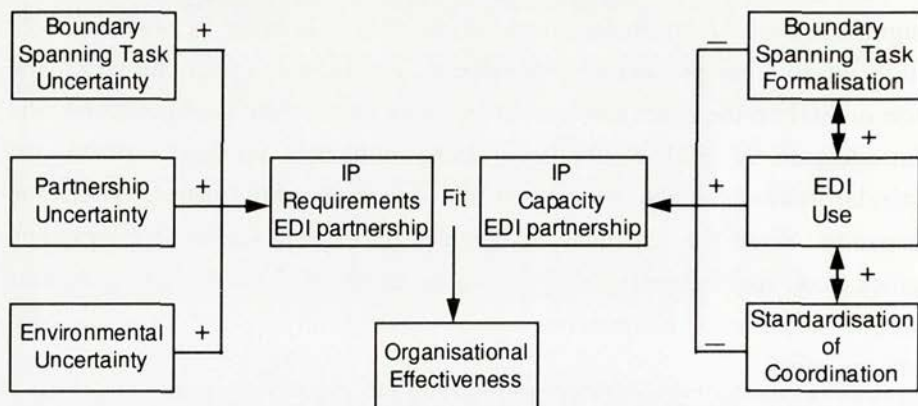 Boundary
Spanning Task
Uncertainty
+
Partnership
Uncertainty
+
Environmental
Uncertainty
+
IP
Requirements
EDI partnership
Fit
IP
Capacity
EDI partnership
Organisational
Effectiveness
—
Boundary
Spanning Task
Formalisation
+
+
EDI
Use
+
—
Standardisation
of
Coordination